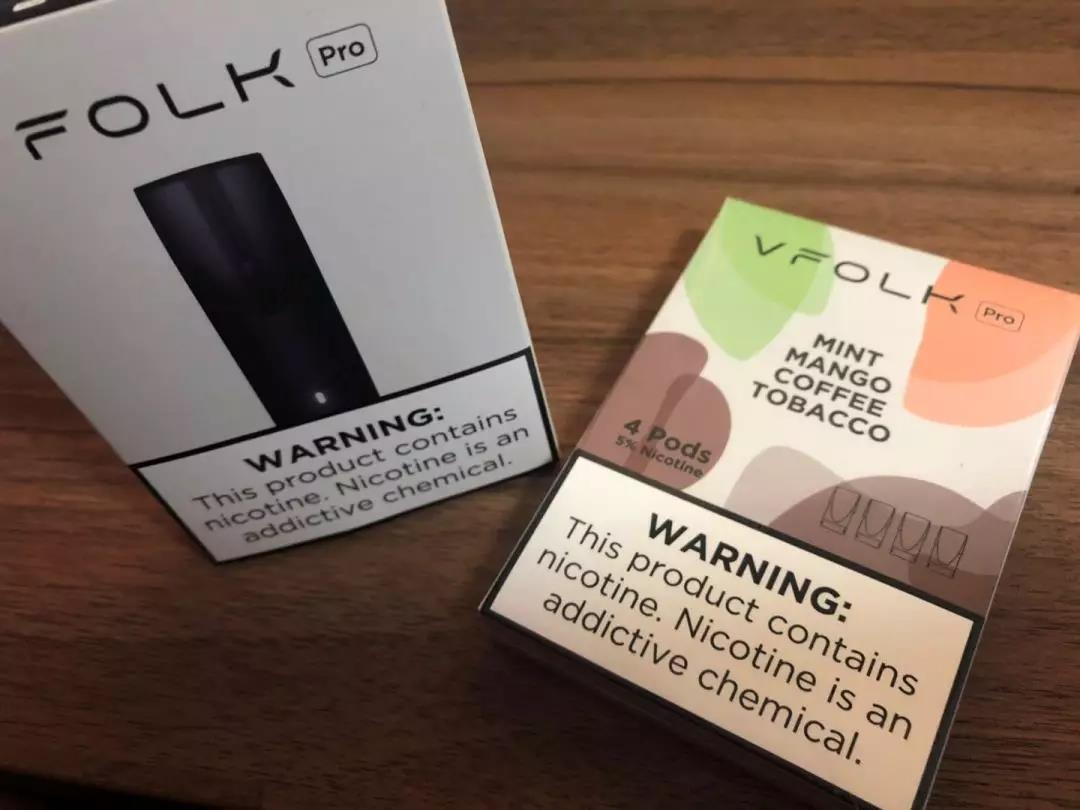 FOLK Pro
WARNING:
This product contains
nicotine. Nicotine is an
addictive chemical.
VFOLK Pro
MINT
MANGO
COFFEE
TOBACCO
4 Pods
5% Nicotine
WARNING:
This product contains
nicotine. Nicotine is an
addictive chemical.